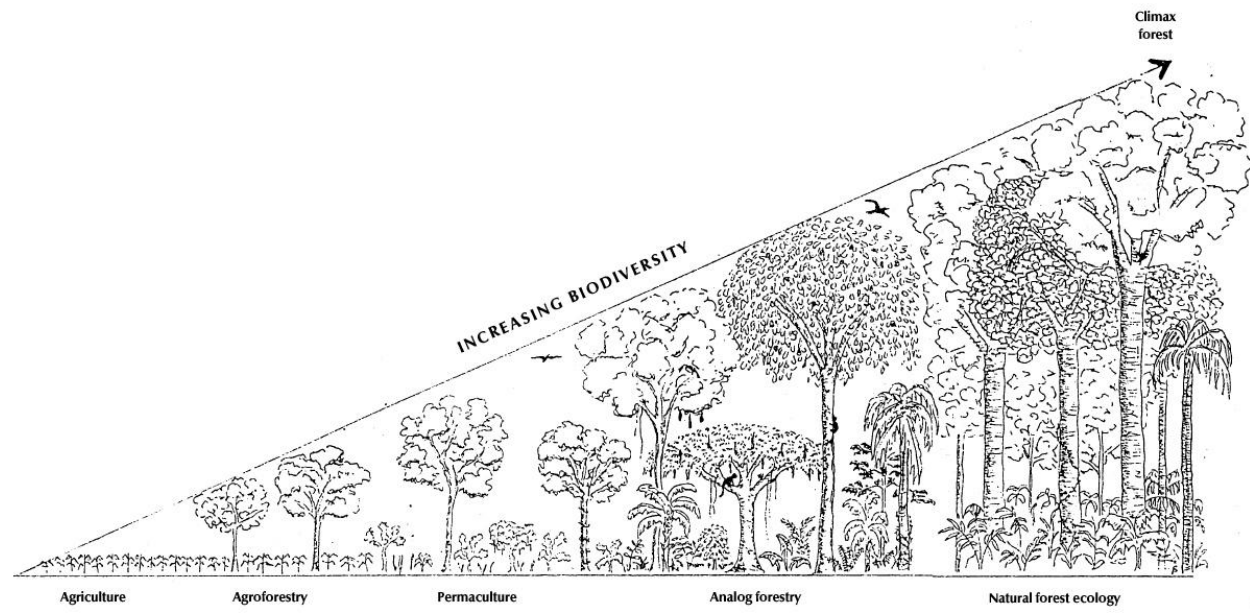 Climax
forest
INCREASING BIODIVERSITY
Agriculture
Agroforestry
Permaculture
Analog forestry
Natural forest ecology